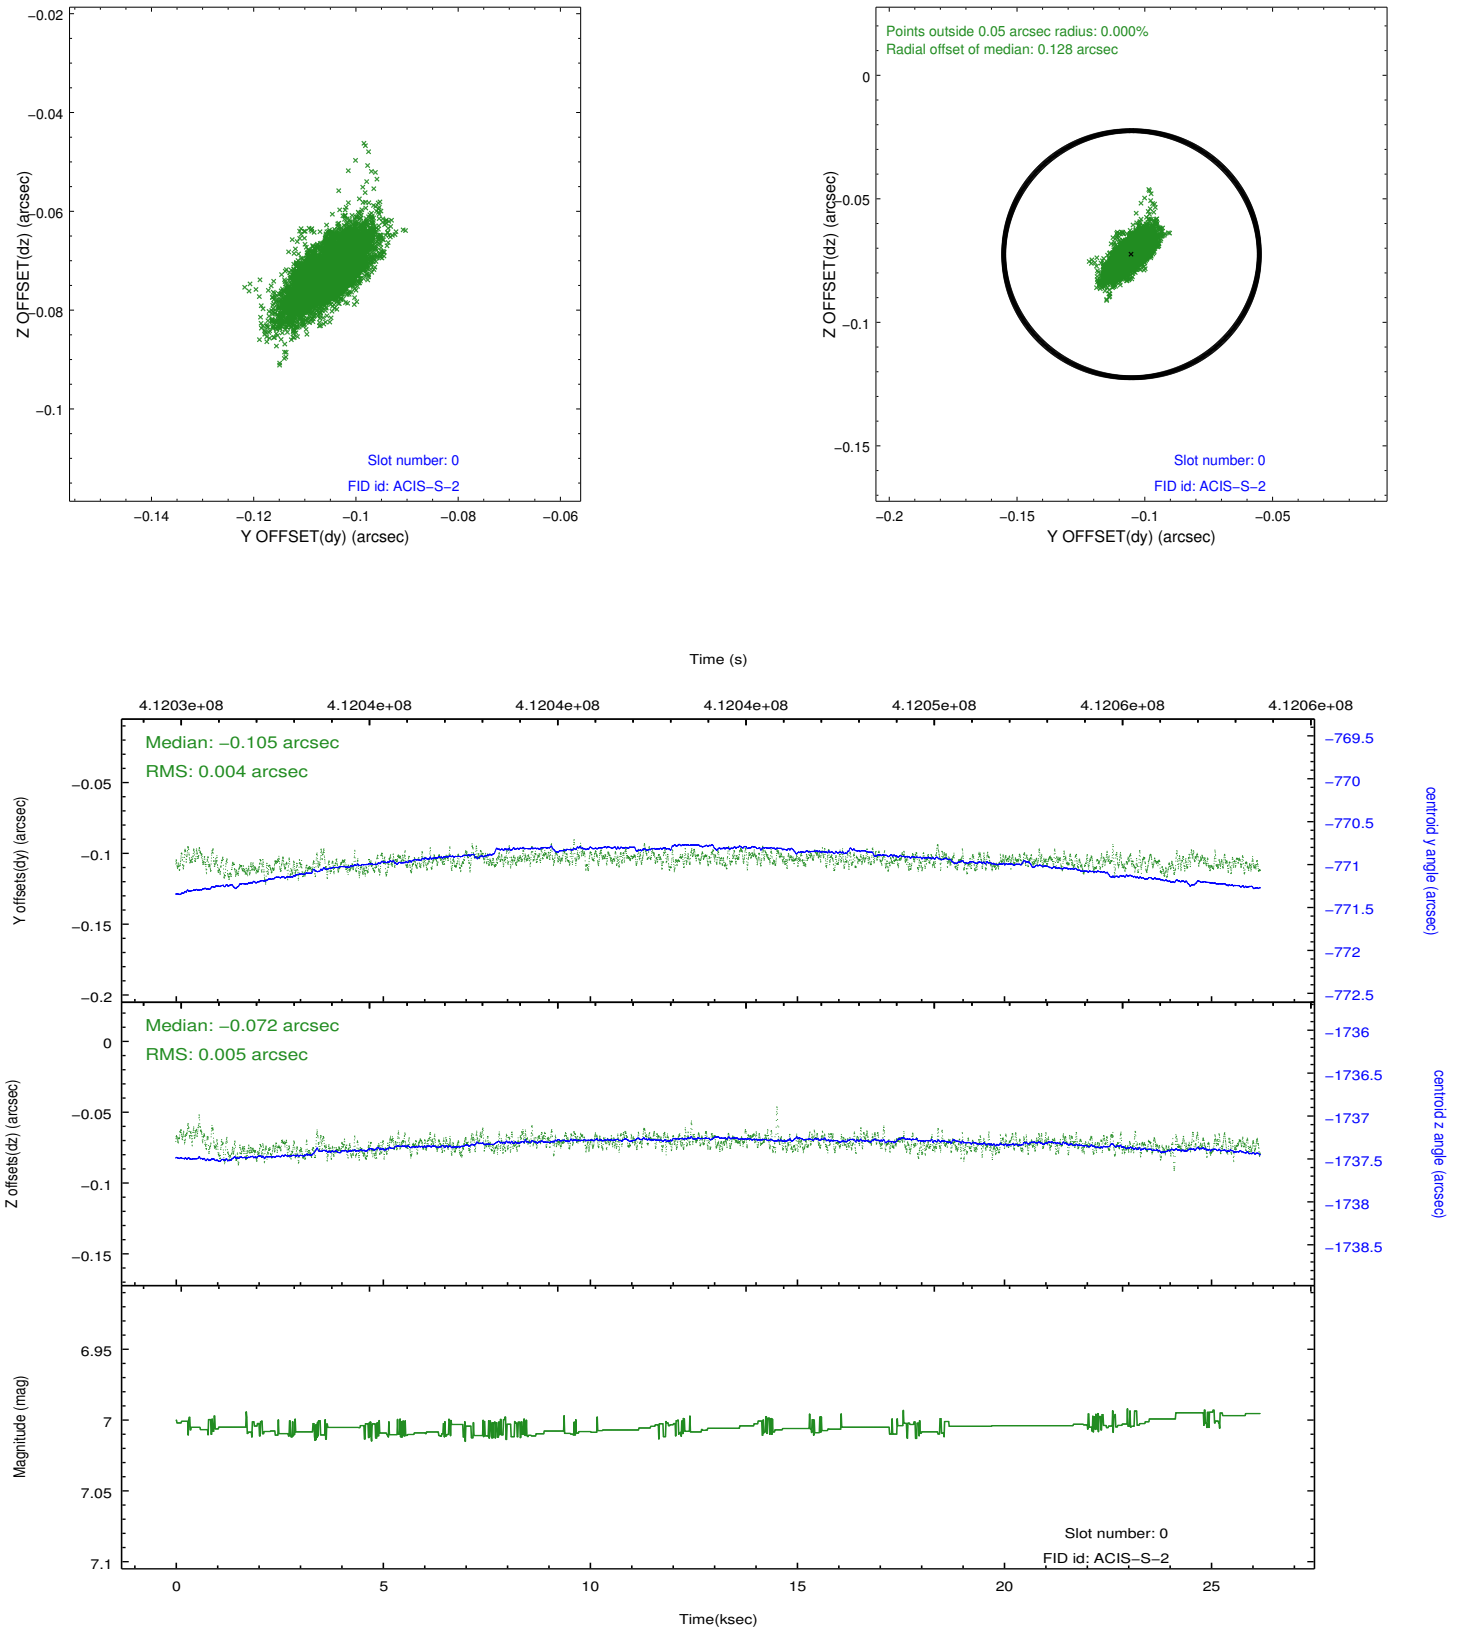 −0.02
−0.04
−0.06
−0.08
−0.1
Z OFFSET(dz) (arcsec)
Slot number: 0
FID id: ACIS−S−2
−0.14
−0.12
−0.1
−0.08
−0.06
Y OFFSET(dy) (arcsec)
Points outside 0.05 arcsec radius: 0.000%
Radial offset of median: 0.128 arcsec
0
−0.05
−0.1
−0.15
Z OFFSET(dz) (arcsec)
Slot number: 0
FID id: ACIS−S−2
−0.2
−0.15
−0.1
−0.05
Y OFFSET(dy) (arcsec)
Time (s)
4.1203e+08
4.1204e+08
4.1204e+08
4.1204e+08
4.1205e+08
4.1206e+08
4.1206e+08
Median: −0.105 arcsec
RMS: 0.004 arcsec
−0.05
−0.1
−0.15
−0.2
Y offsets(dy) (arcsec)
−769.5
−770
−770.5
−771
−771.5
−772
−772.5
centroid y angle (arcsec)
Median: −0.072 arcsec
RMS: 0.005 arcsec
0
−0.05
−0.1
−0.15
Z offsets(dz) (arcsec)
−1736
−1736.5
−1737
−1737.5
−1738
−1738.5
centroid z angle (arcsec)
6.95
7
7.05
7.1
Magnitude (mag)
Slot number: 0
FID id: ACIS−S−2
0
5
10
15
20
25
Time(ksec)